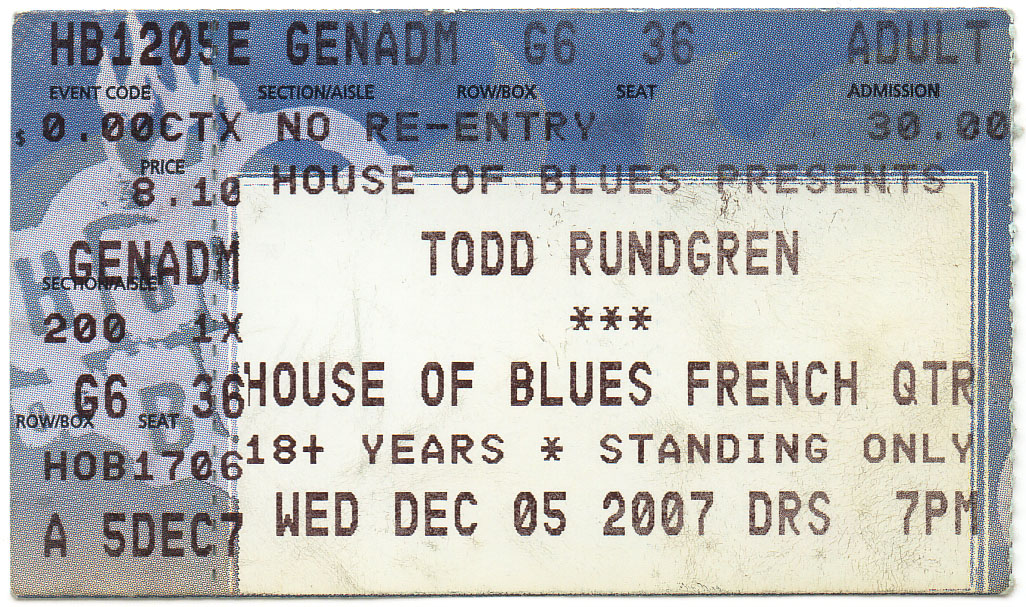 HB1205E GENADM G6 36 ADULT
EVENT CODE SECTION/AISLE ROW/BOX SEAT ADMISSION
$ 0.00CTX NO RE-ENTRY 30.00
PRICE
8.10 HOUSE OF BLUES PRESENTS
GENADM TODD RUNDGREN
SECTION/AISLE
200 1X ***
G6 36 HOUSE OF BLUES FRENCH QTR
ROW/BOX SEAT
HOB1706 18+ YEARS * STANDING ONLY
A 5DEC7 WED DEC 05 2007 DRS 7PM